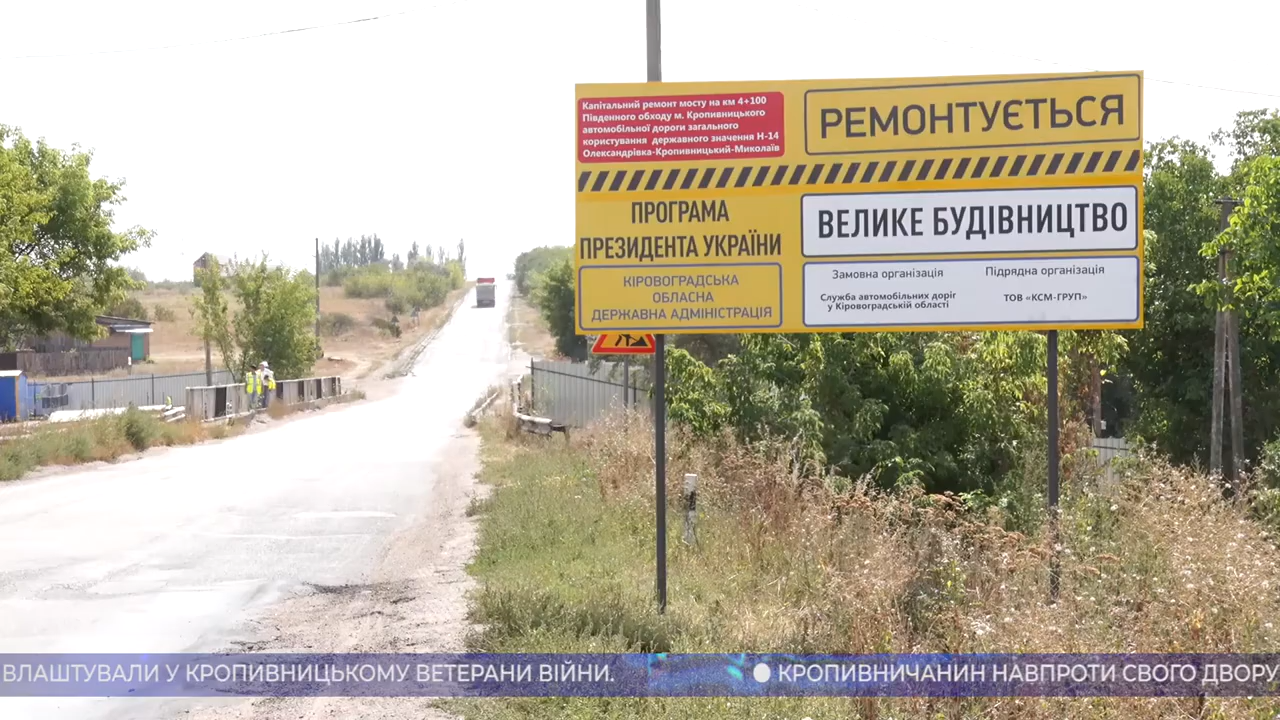 Капітальний ремонт мосту на км 4+100
Південного обходу м. Кропивницького
автомобільної дороги загального
користування державного значення Н-14
Олександрівка-Кропивницький-Миколаїв
РЕМОНТУЄТЬСЯ
ПРОГРАМА
ПРЕЗИДЕНТА УКРАЇНИ
ВЕЛИКЕ БУДІВНИЦТВО
КІРОВОГРАДСЬКА
ОБЛАСНА
ДЕРЖАВНА АДМІНІСТРАЦІЯ
Замовна організація
Служба автомобільних доріг
у Кіровоградській області
Підрядна організація
ТОВ «КСМ-ГРУП»
ВЛАШТУВАЛИ У КРОПИВНИЦЬКОМУ ВЕТЕРАНИ ВІЙНИ. ● КРОПИВНИЧАНИН НАВПРОТИ СВОГО ДВОРУ